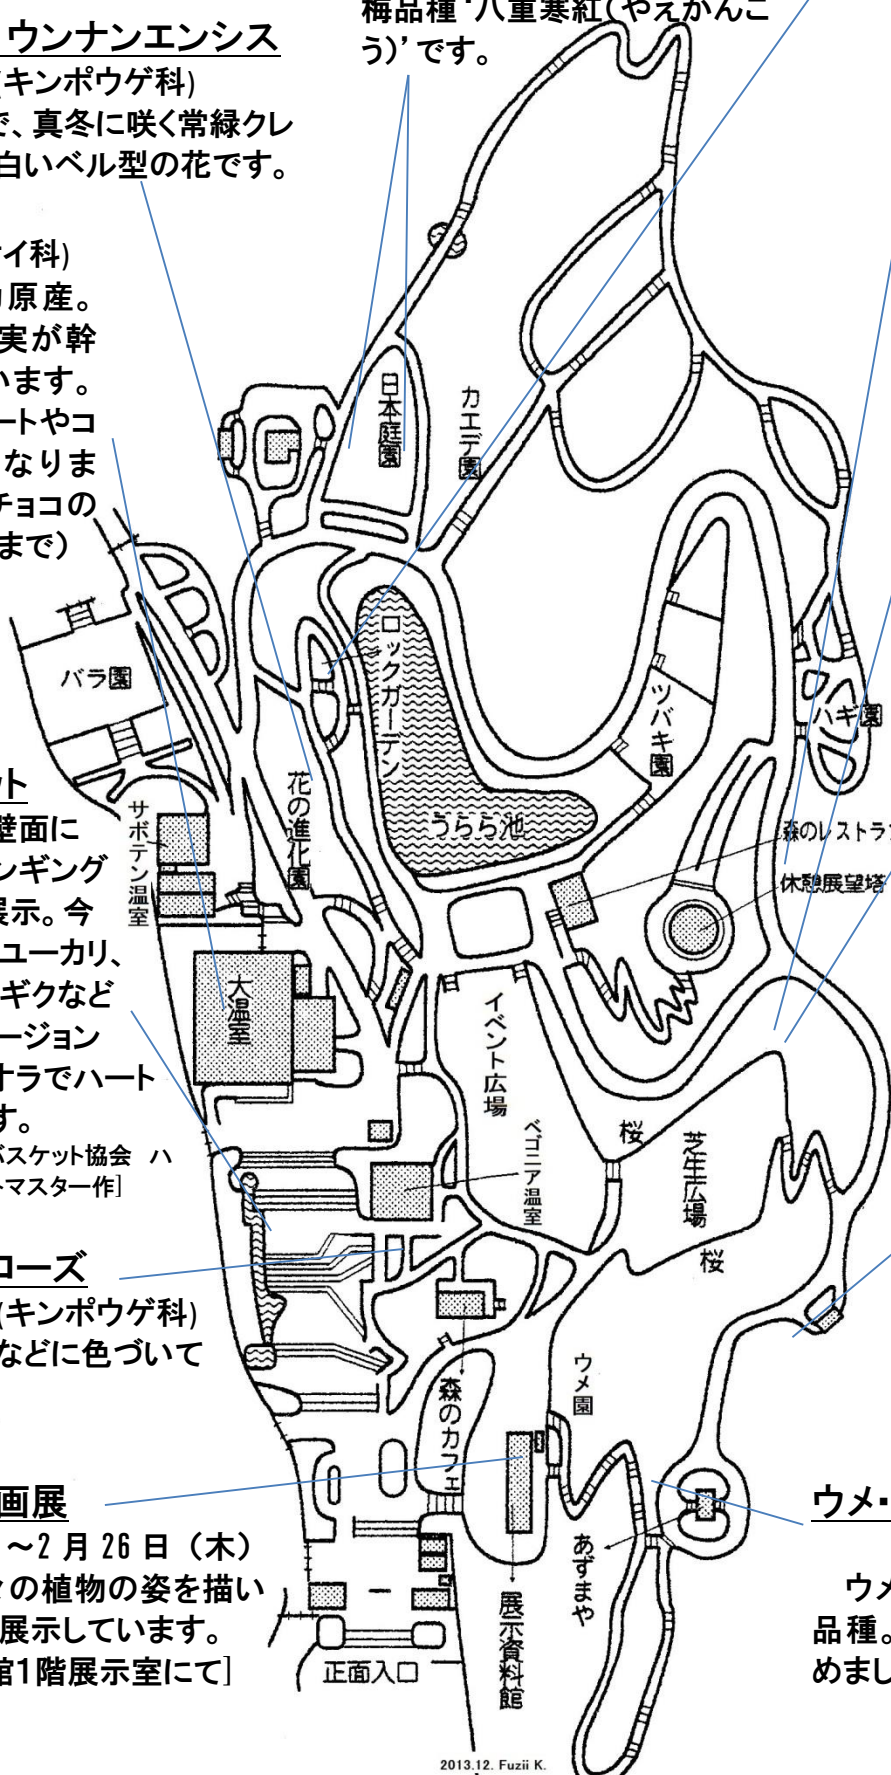 梅品種‘八重寒紅(やえかんこ
う)’です。
ウンナンエンシス
(キンポウゲ科)
で、真冬に咲く常緑クレ
白いベル型の花です。
イ科)
原産。
実が幹
います。
ートやコ
なりま
チョコの
まで)
日本庭園
カエデ園
バラ園
ロックガーデン
ツバキ園
ハギ園
ット
壁面に
ンギング
展示。今
ユーカリ、
ギクなど
ージョン
オラでハート
す。
バスケット協会 ハ
トマスター作]
サボテン温室
花の進化園
うらら池
森のレストラン
休憩展望塔
大温室
イベント広場
ベゴニア温室
桜
芝生広場
桜
ローズ
(キンポウゲ科)
などに色づいて
ウメ園
森のカフェ
画展
~2月26日(木)
々の植物の姿を描い
展示しています。
館1階展示室にて]
ウメ・
ウメ
品種。
めまし
あずまや
展示資料館
正面入口
2013.12. Fuzii K.